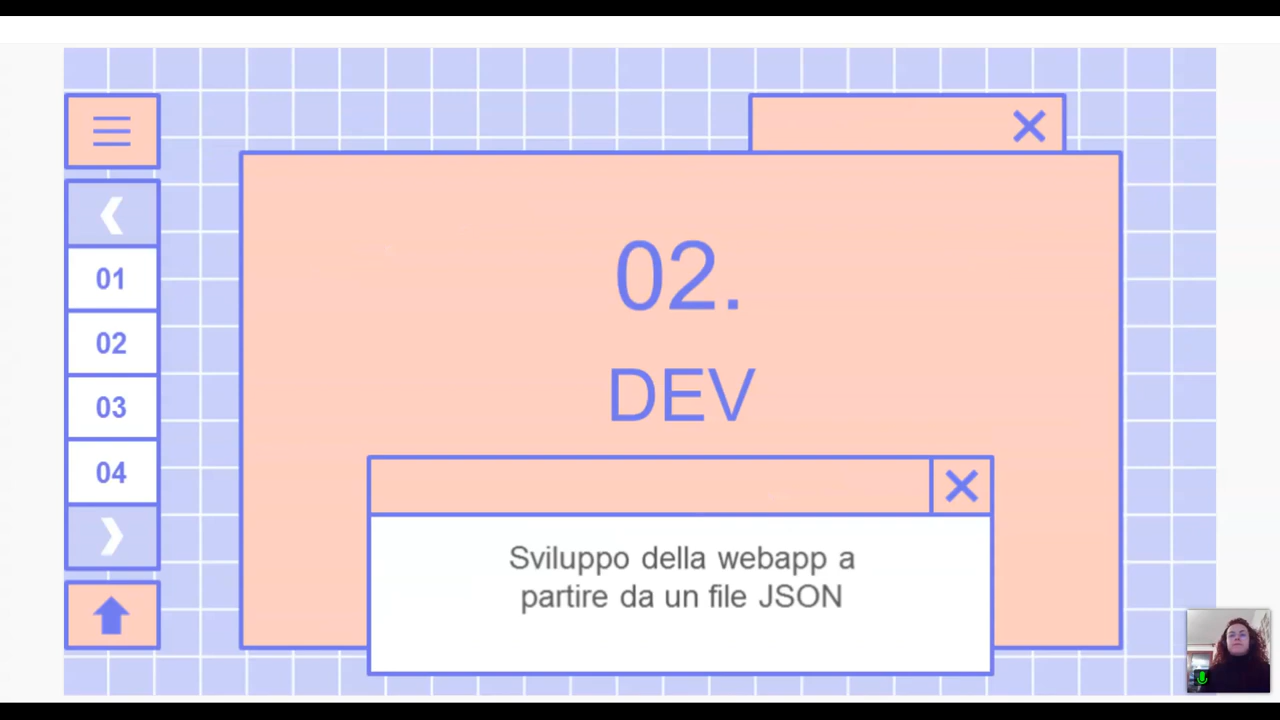 01
02
03
04
02.
DEV
Sviluppo della webapp a
partire da un file JSON